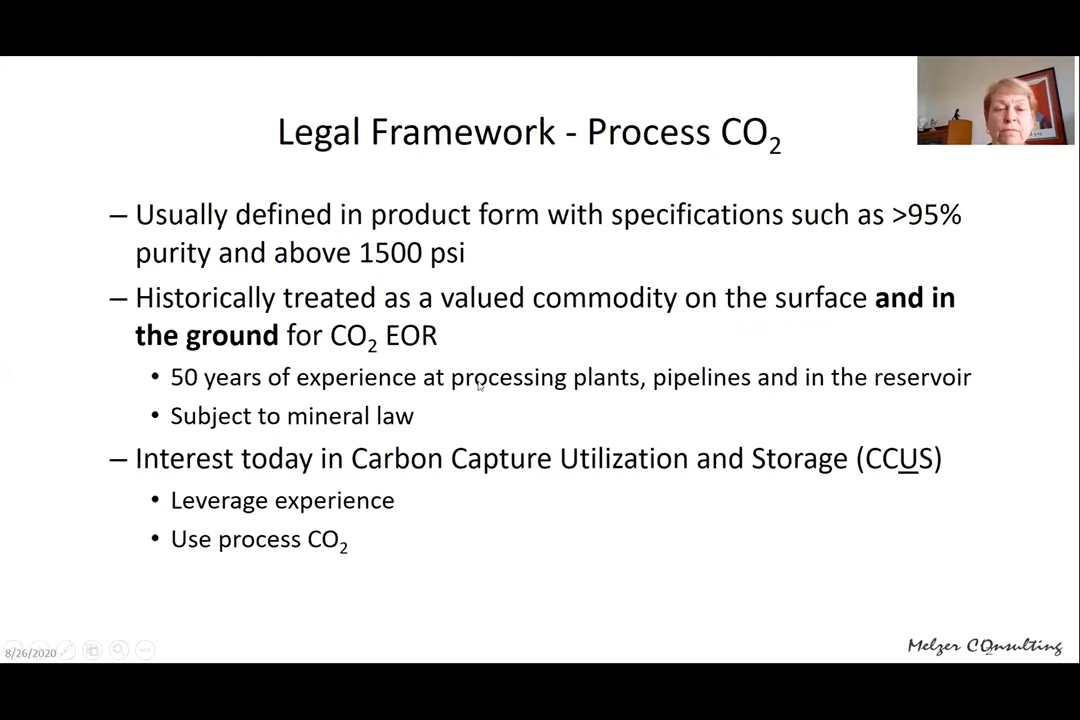 Legal Framework - Process CO₂
– Usually defined in product form with specifications such as >95%
purity and above 1500 psi
– Historically treated as a valued commodity on the surface and in
the ground for CO₂ EOR
• 50 years of experience at processing plants, pipelines and in the reservoir
• Subject to mineral law
– Interest today in Carbon Capture Utilization and Storage (CCUS)
• Leverage experience
• Use process CO₂
8/26/2020
Melzer CO₂nsulting